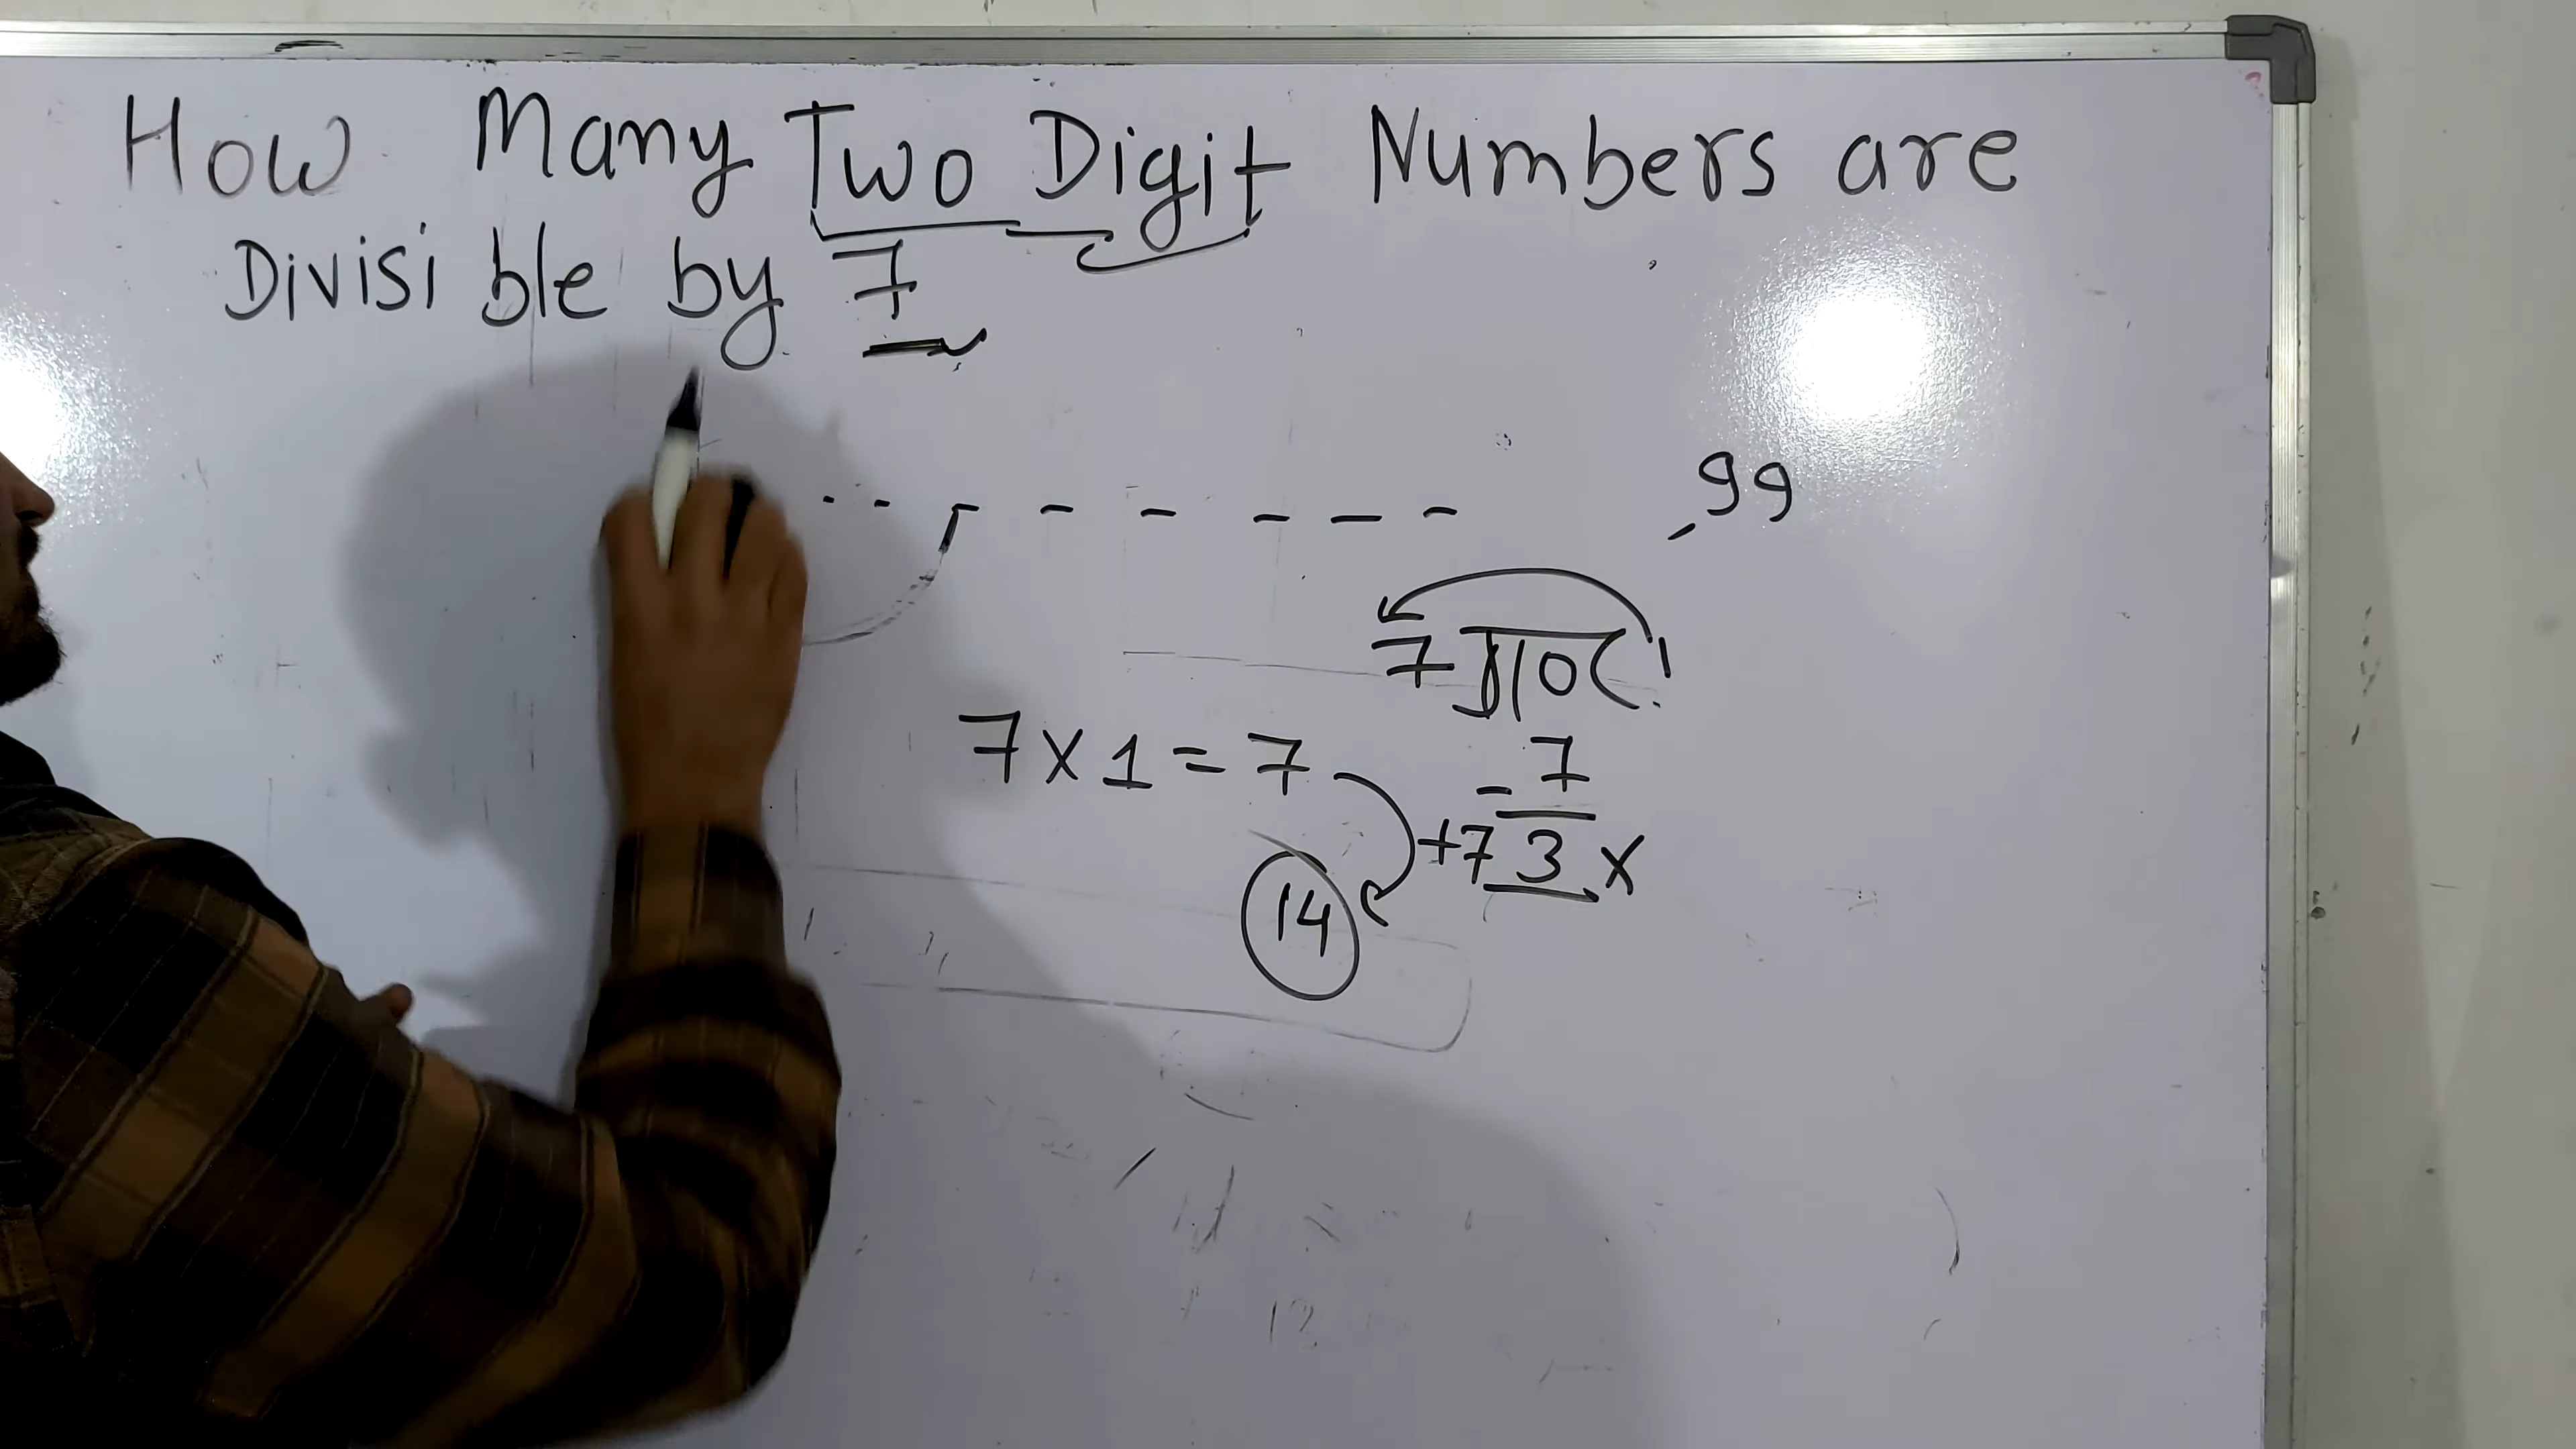 How Many Two Digit Numbers are
Divisible by 7
- - - - - - - - , 99
7 10 ( 1
7 x 1 = 7
- 7
+7 3 x
14